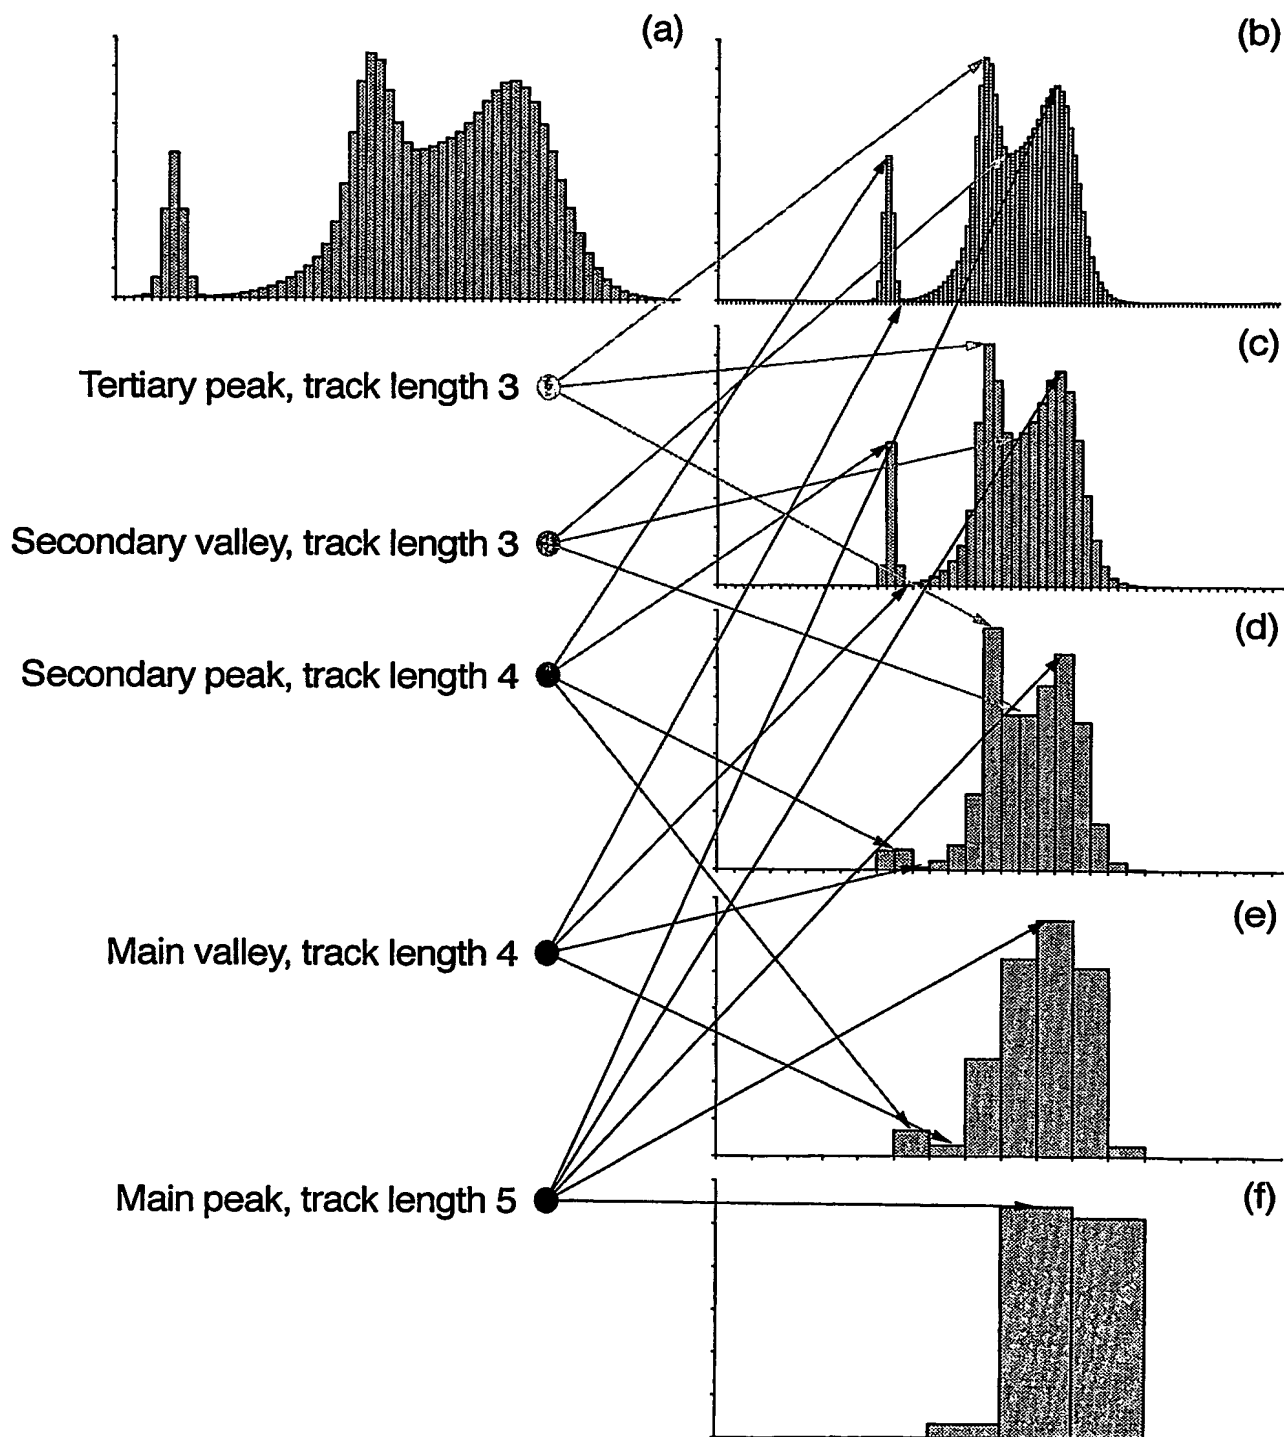 (a)
(b)
(c)
Tertiary peak, track length 3
Secondary valley, track length 3
(d)
Secondary peak, track length 4
(e)
Main valley, track length 4
(f)
Main peak, track length 5